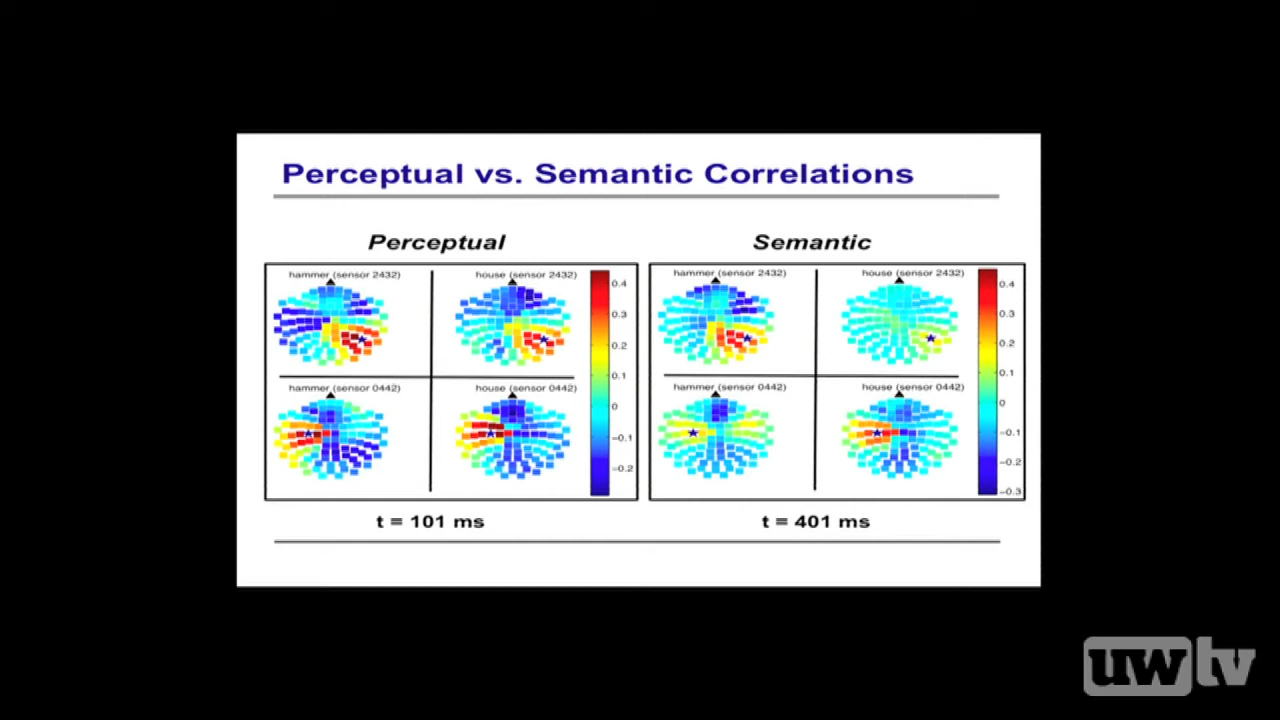 Perceptual vs. Semantic Correlations
Perceptual
Semantic
hammer (sensor 2432)
house (sensor 2432)
hammer (sensor 0442)
house (sensor 0442)
0.4
0.3
0.2
0.1
0
-0.1
-0.2
hammer (sensor 2432)
house (sensor 2432)
hammer (sensor 0442)
house (sensor 0442)
0.4
0.3
0.2
0.1
0
-0.1
-0.2
-0.3
t = 101 ms
t = 401 ms
uwtv